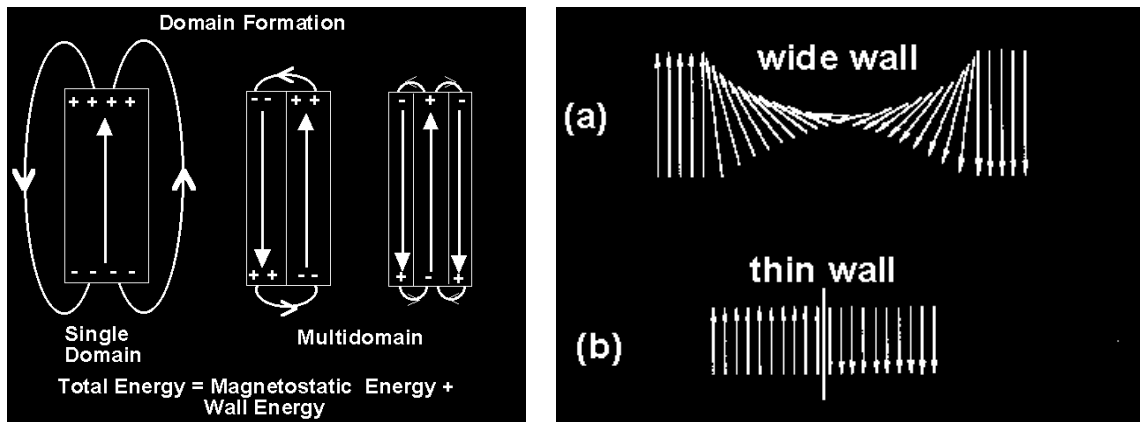 Domain Formation
+ + + +
- - - -
- - + +
+ + - -
- + -
+ - +
Single
Domain
Multidomain
Total Energy = Magnetostatic Energy +
Wall Energy
wide wall
(a)
thin wall
(b)